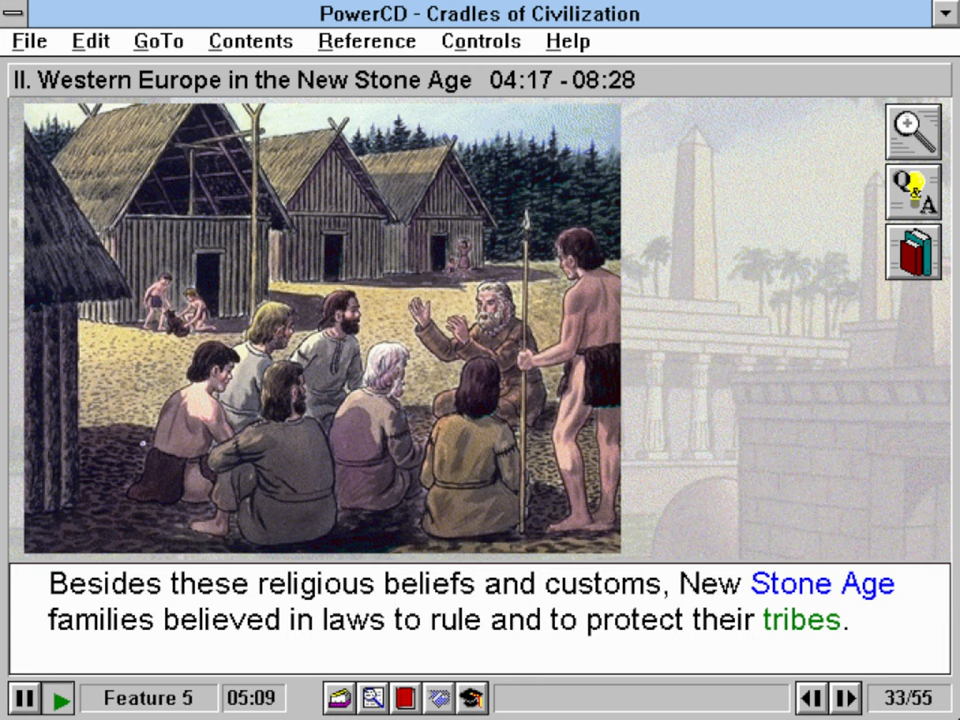 PowerCD - Cradles of Civilization
File Edit GoTo Contents Reference Controls Help
II. Western Europe in the New Stone Age 04:17 - 08:28
Q & A
Besides these religious beliefs and customs, New Stone Age
families believed in laws to rule and to protect their tribes.
Feature 5 05:09 33/55